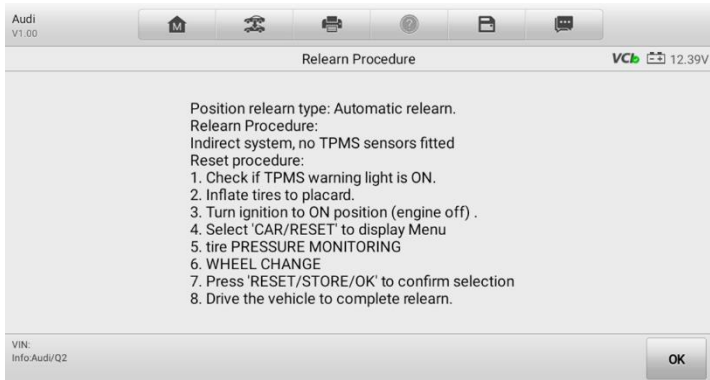 Audi
V1.00
M
?
Relearn Procedure
VCI
12.39V
Position relearn type: Automatic relearn.
Relearn Procedure:
Indirect system, no TPMS sensors fitted
Reset procedure:
1. Check if TPMS warning light is ON.
2. Inflate tires to placard.
3. Turn ignition to ON position (engine off) .
4. Select 'CAR/RESET' to display Menu
5. tire PRESSURE MONITORING
6. WHEEL CHANGE
7. Press 'RESET/STORE/OK' to confirm selection
8. Drive the vehicle to complete relearn.
VIN:
Info:Audi/Q2
OK